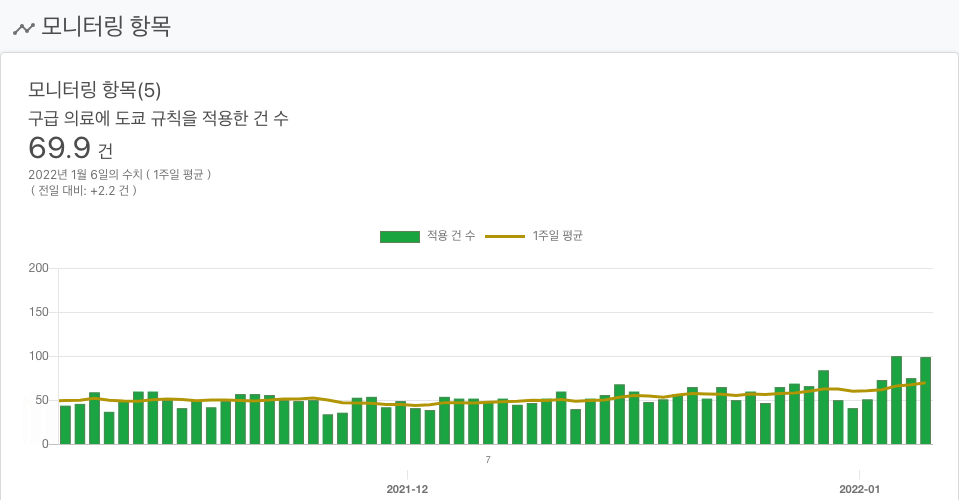 모니터링 항목
모니터링 항목(5)
구급 의료에 도쿄 규칙을 적용한 건 수
69.9 건
2022년 1월 6일의 수치 ( 1주일 평균 )
( 전일 대비: +2.2 건 )
적용 건 수 1주일 평균
200
150
100
50
0
7
2021-12 2022-01